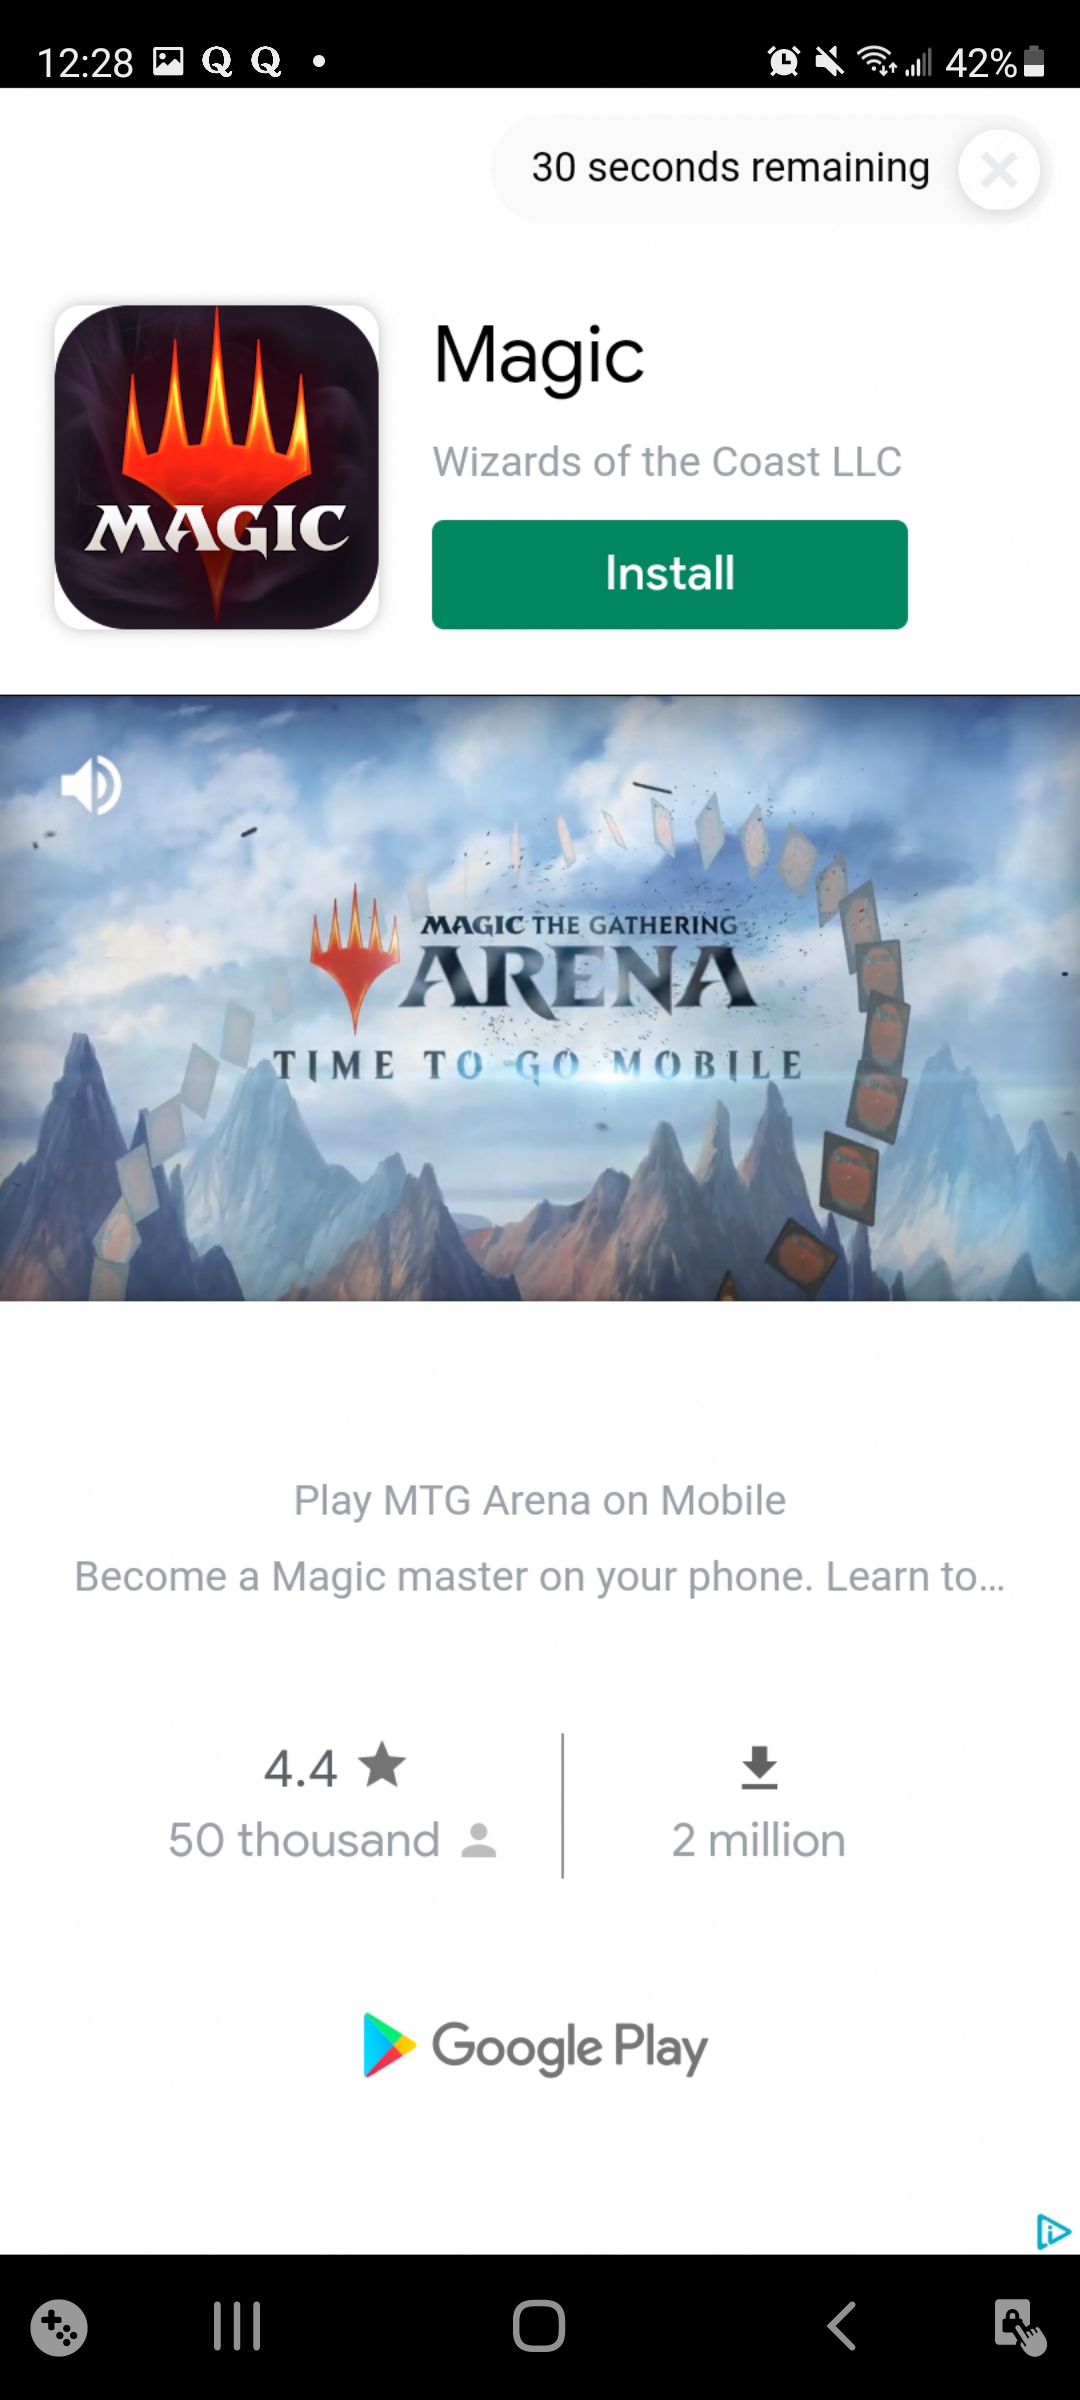 12:28
42%
30 seconds remaining
MAGIC
Magic
Wizards of the Coast LLC
Install
MAGIC THE GATHERING
ARENA
TIME TO GO MOBILE
Play MTG Arena on Mobile
Become a Magic master on your phone. Learn to...
4.4
50 thousand
2 million
Google Play